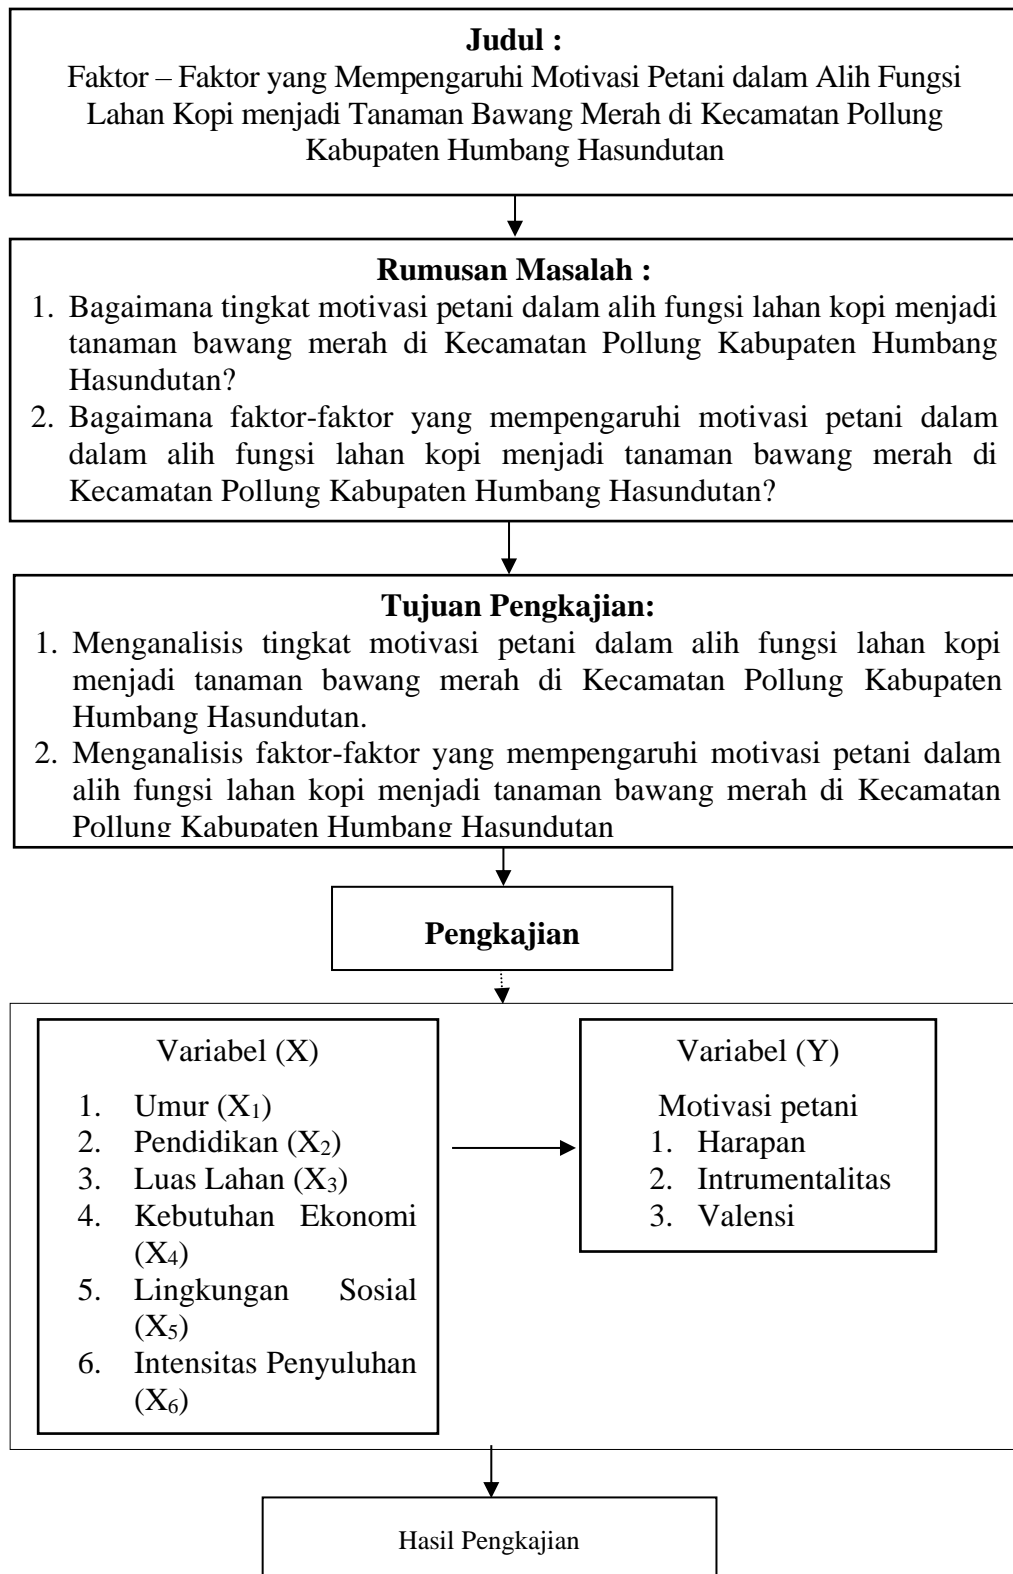 Judul :
Faktor – Faktor yang Mempengaruhi Motivasi Petani dalam Alih Fungsi
Lahan Kopi menjadi Tanaman Bawang Merah di Kecamatan Pollung
Kabupaten Humbang Hasundutan
Rumusan Masalah :
1. Bagaimana tingkat motivasi petani dalam alih fungsi lahan kopi menjadi
tanaman bawang merah di Kecamatan Pollung Kabupaten Humbang
Hasundutan?
2. Bagaimana faktor-faktor yang mempengaruhi motivasi petani dalam
dalam alih fungsi lahan kopi menjadi tanaman bawang merah di
Kecamatan Pollung Kabupaten Humbang Hasundutan?
Tujuan Pengkajian:
1. Menganalisis tingkat motivasi petani dalam alih fungsi lahan kopi
menjadi tanaman bawang merah di Kecamatan Pollung Kabupaten
Humbang Hasundutan.
2. Menganalisis faktor-faktor yang mempengaruhi motivasi petani dalam
alih fungsi lahan kopi menjadi tanaman bawang merah di Kecamatan
Pollung Kabupaten Humbang Hasundutan
Pengkajian
Variabel (X)
1. Umur (X₁)
2. Pendidikan (X₂)
3. Luas Lahan (X₃)
4. Kebutuhan Ekonomi
(X₄)
5. Lingkungan Sosial
(X₅)
6. Intensitas Penyuluhan
(X₆)
Variabel (Y)
Motivasi petani
1. Harapan
2. Intrumentalitas
3. Valensi
Hasil Pengkajian